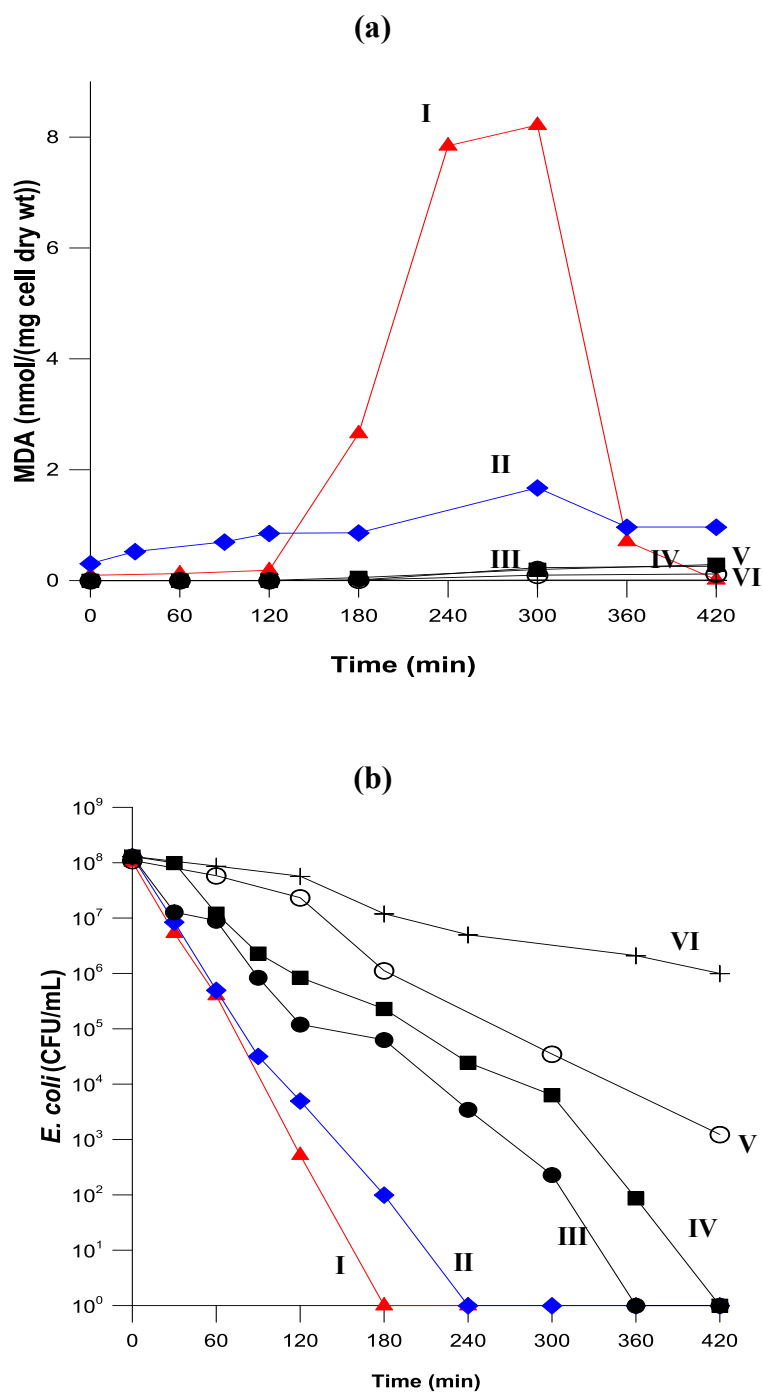 (a)
MDA (nmol/(mg cell dry wt))
8
6
4
2
0
I
II
III
IV
V
VI
0 60 120 180 240 300 360 420
Time (min)
(b)
E. coli (CFU/mL)
10⁹
10⁸
10⁷
10⁶
10⁵
10⁴
10³
10²
10¹
10⁰
VI
V
IV
III
II
I
0 60 120 180 240 300 360 420
Time (min)